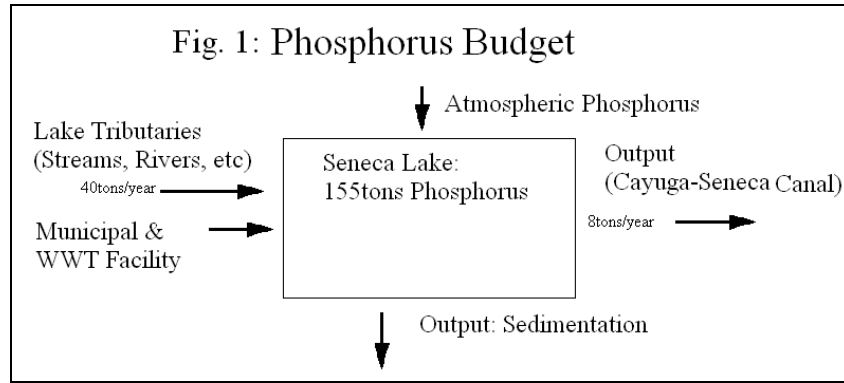 Fig. 1: Phosphorus Budget
Atmospheric Phosphorus
Lake Tributaries
(Streams, Rivers, etc)
40tons/year
Municipal &
WWT Facility
Seneca Lake:
155tons Phosphorus
Output
(Cayuga-Seneca Canal)
8tons/year
Output: Sedimentation